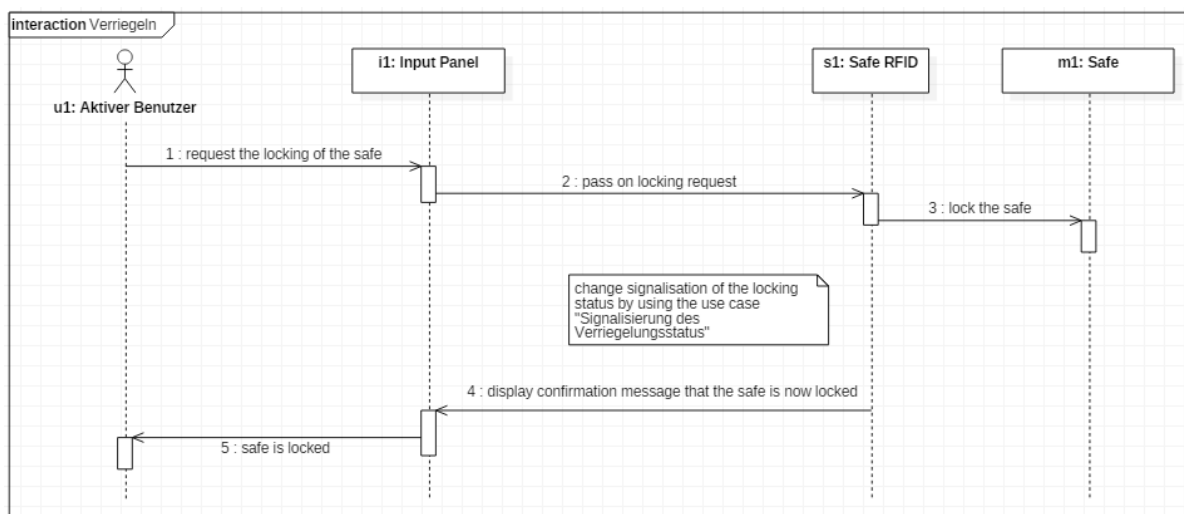 interaction Verriegeln
u1: Aktiver Benutzer
i1: Input Panel
s1: Safe RFID
m1: Safe
1 : request the locking of the safe
2 : pass on locking request
3 : lock the safe
change signalisation of the locking
status by using the use case
"Signalisierung des
Verriegelungsstatus"
4 : display confirmation message that the safe is now locked
5 : safe is locked